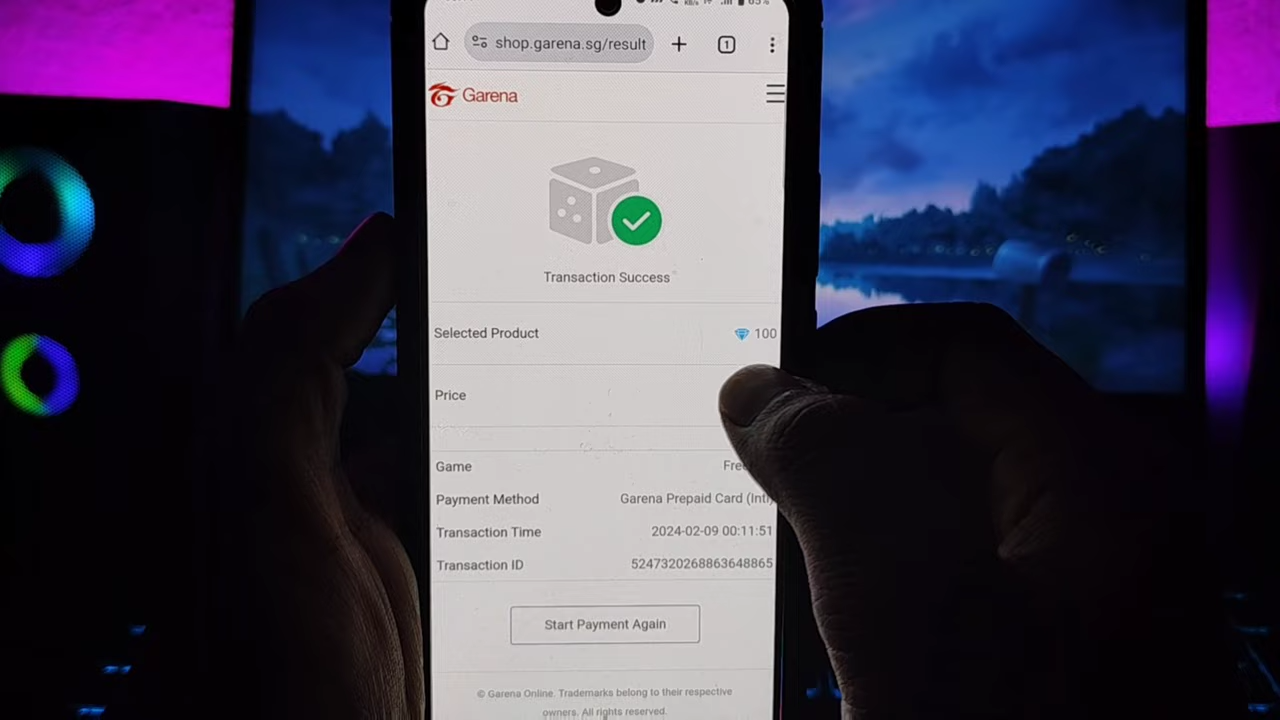 shop.garena.sg/result
1
Garena
Transaction Success
Selected Product 100
Price
Game
Payment Method Garena Prepaid Card (Intl)
Transaction Time 2024-02-09 00:11:51
Transaction ID 5247320268863648865
Start Payment Again
© Garena Online. Trademarks belong to their respective
owners. All rights reserved.